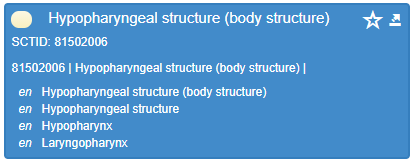 Hypopharyngeal structure (body structure)
SCTID: 81502006
81502006 | Hypopharyngeal structure (body structure) |
en Hypopharyngeal structure (body structure)
en Hypopharyngeal structure
en Hypopharynx
en Laryngopharynx